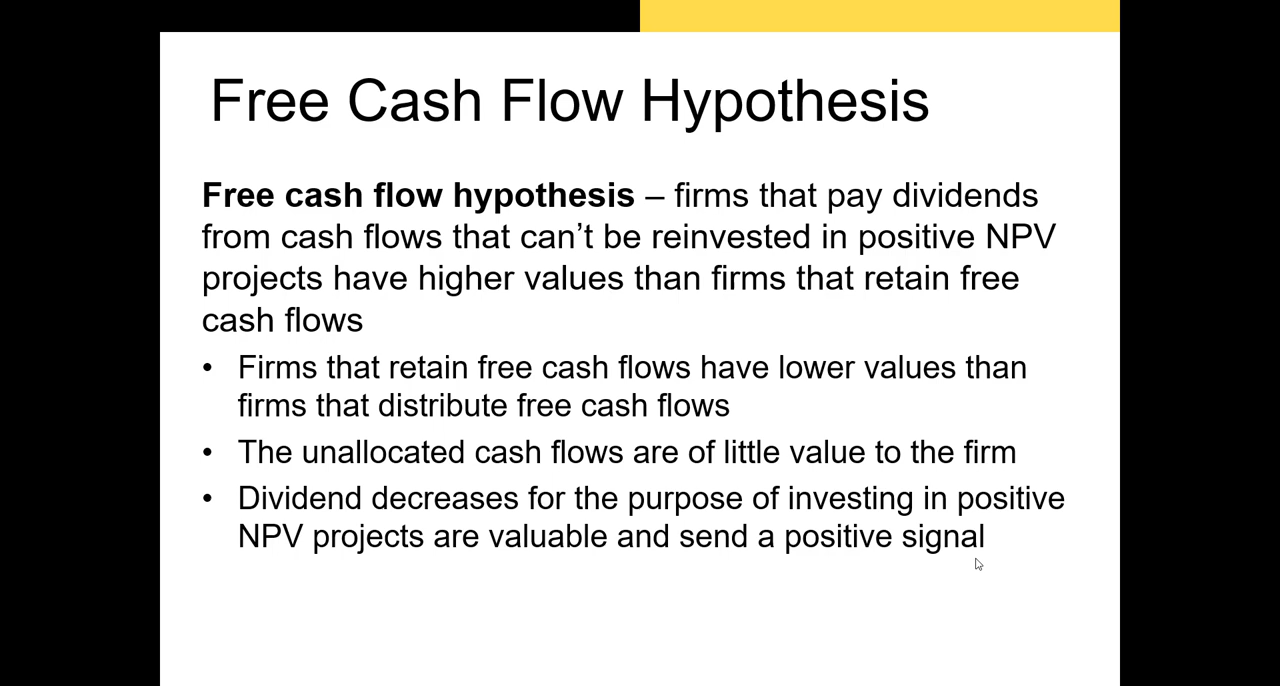 Free Cash Flow Hypothesis
Free cash flow hypothesis – firms that pay dividends
from cash flows that can’t be reinvested in positive NPV
projects have higher values than firms that retain free
cash flows
• Firms that retain free cash flows have lower values than
firms that distribute free cash flows
• The unallocated cash flows are of little value to the firm
• Dividend decreases for the purpose of investing in positive
NPV projects are valuable and send a positive signal